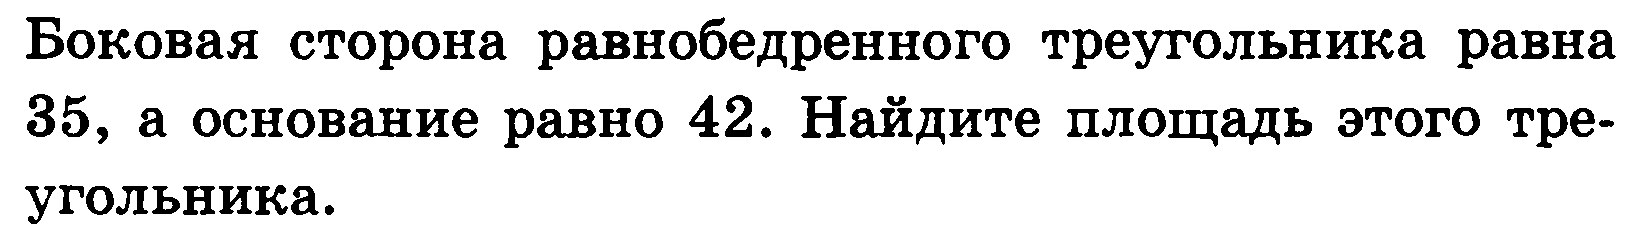 Боковая сторона равнобедренного треугольника равна
35, а основание равно 42. Найдите площадь этого тре-
угольника.